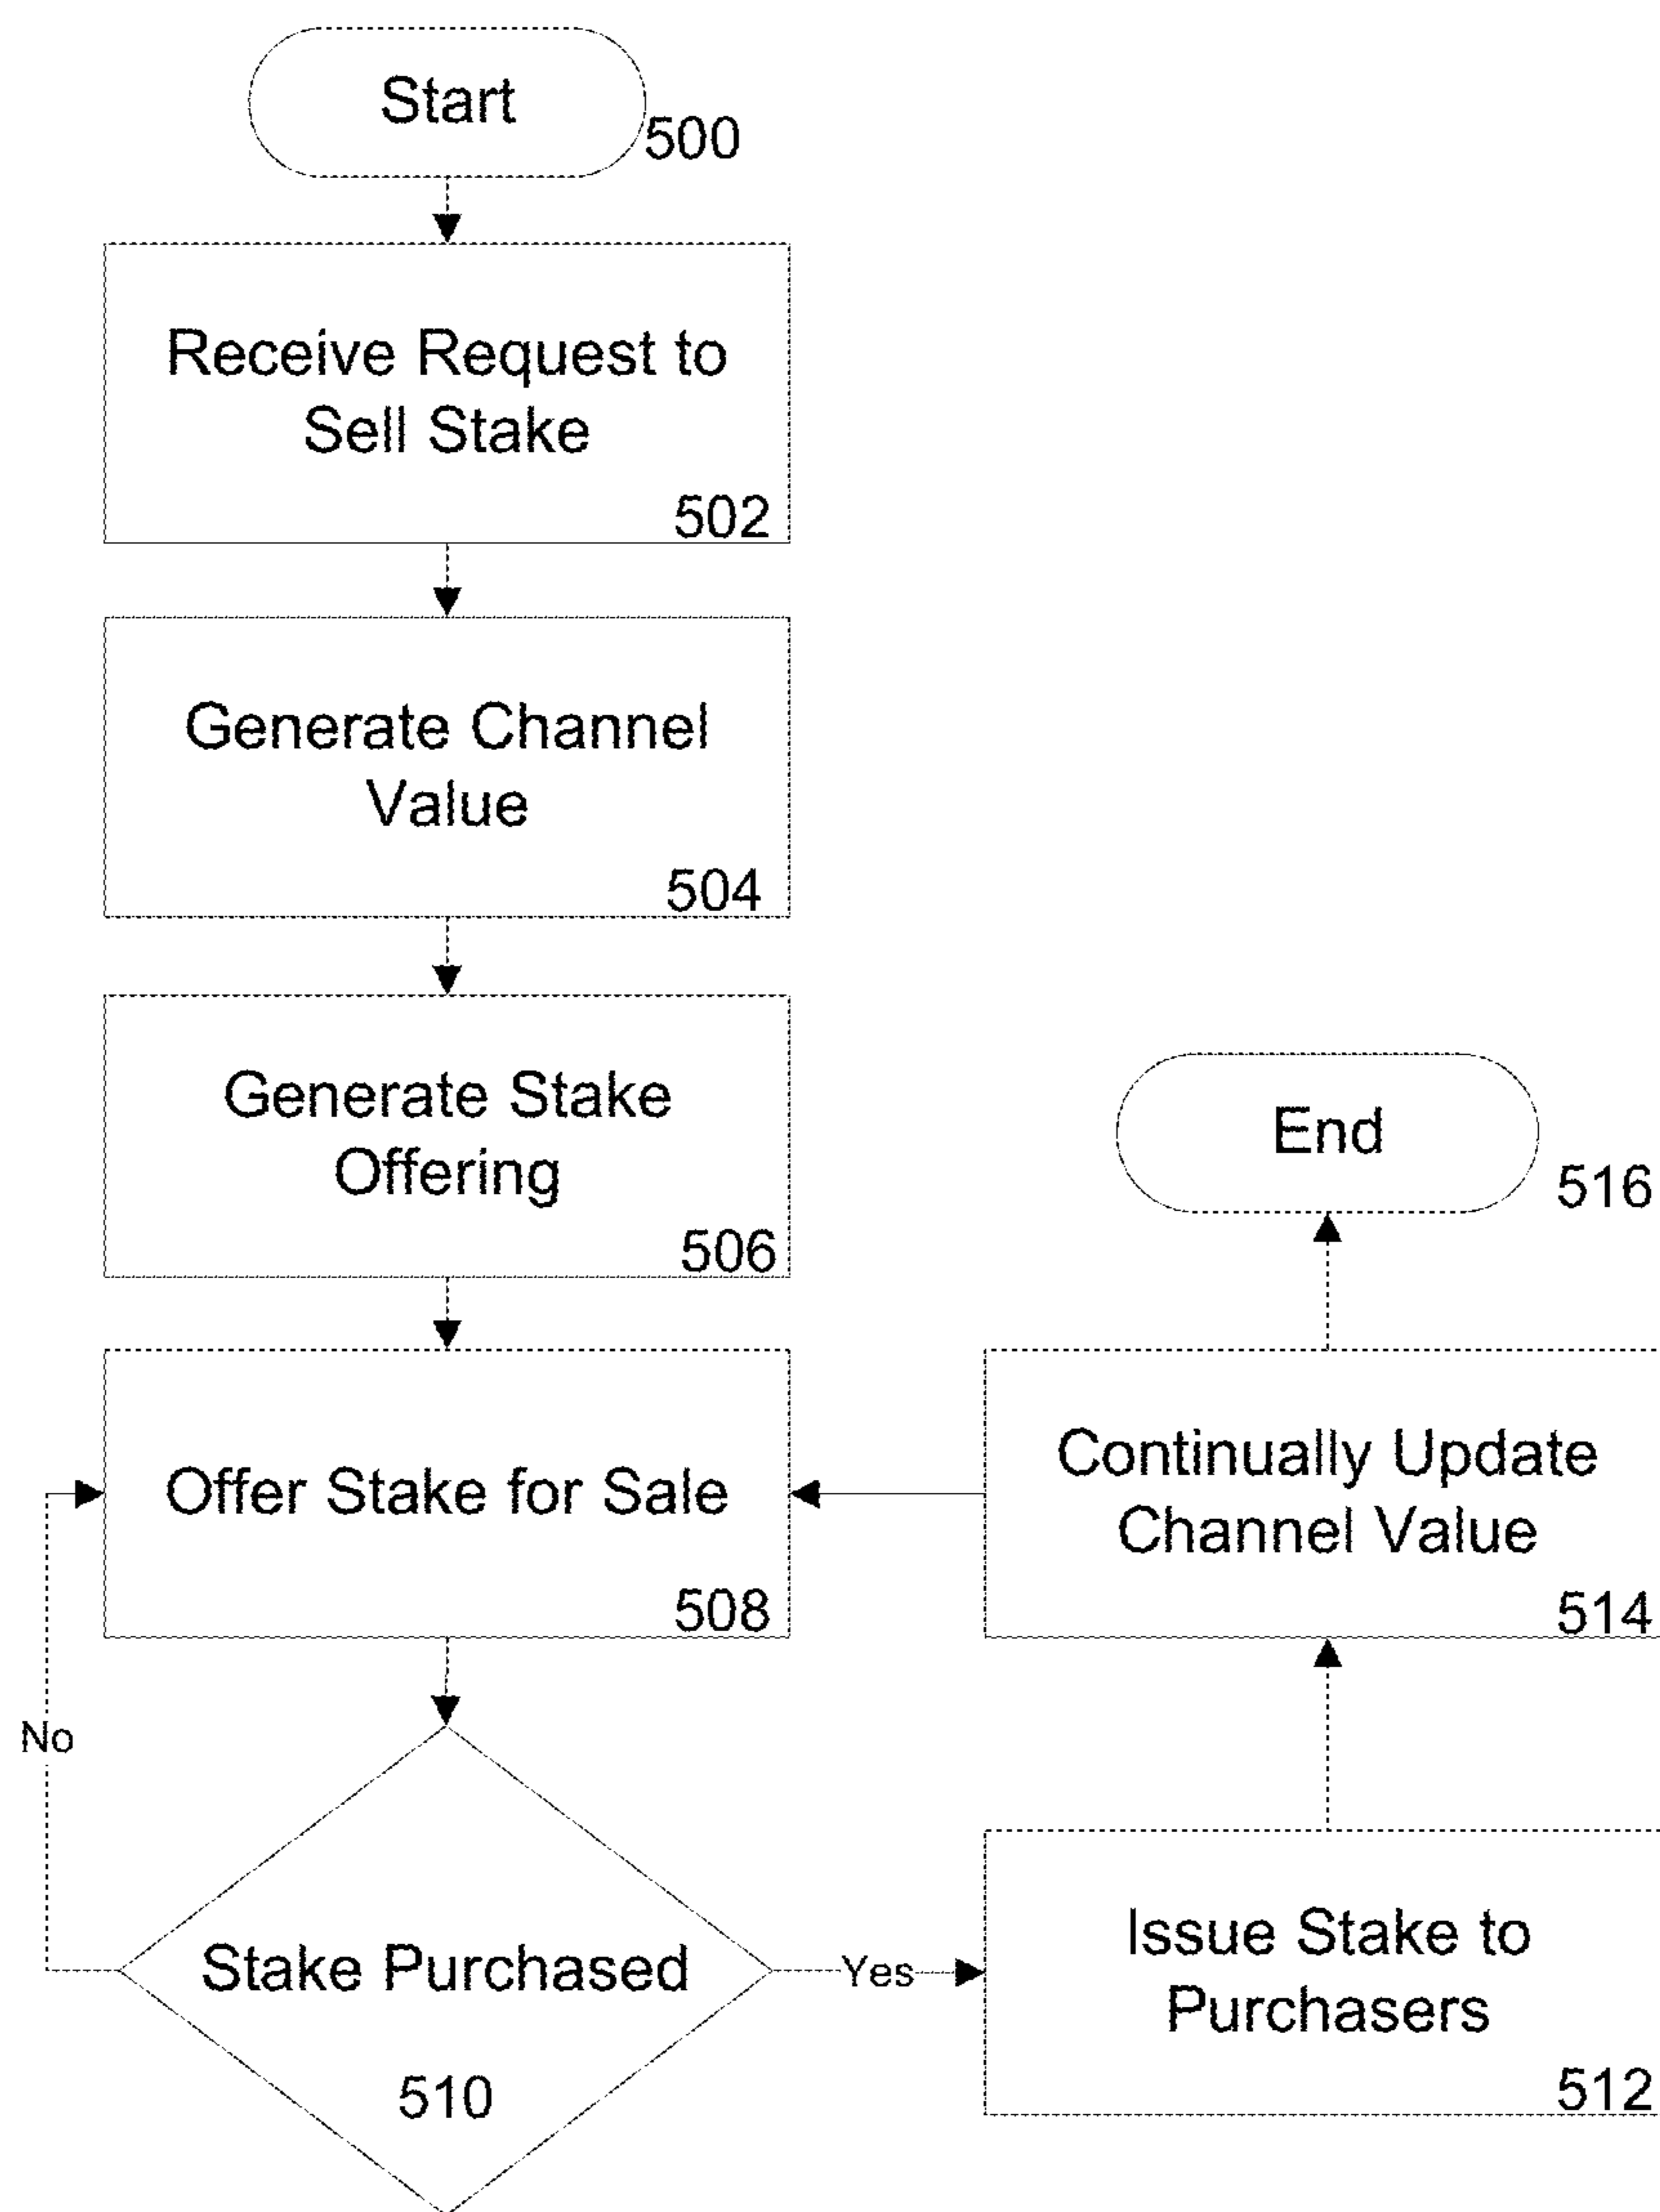 Start
500
Receive Request to
Sell Stake
502
Generate Channel
Value
504
Generate Stake
Offering
506
Offer Stake for Sale
508
No
Stake Purchased
510
Yes
Issue Stake to
Purchasers
512
Continually Update
Channel Value
514
End
516